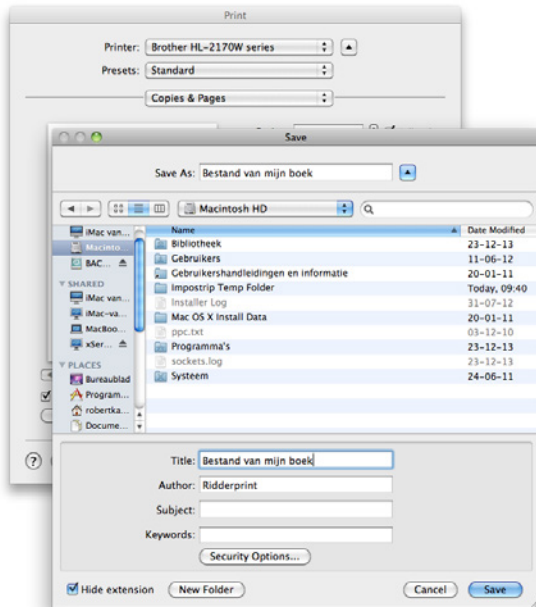 Print
Printer: Brother HL-2170W series
Presets: Standard
Copies & Pages
Save
Save As: Bestand van mijn boek
Macintosh HD
Name Date Modified
iMac van...
Macinto...
BAC...
SHARED
iMac van...
iMac-va...
MacBoo...
xSer...
PLACES
Bureaublad
Program...
robertka...
Docume...
Bibliotheek 23-12-13
Gebruikers 11-06-12
Gebruikershandleidingen en informatie 20-01-11
Impostrip Temp Folder Today, 09:40
Installer Log 31-07-12
Mac OS X Install Data 20-01-11
ppc.txt 03-12-10
Programma's 23-12-13
sockets.log 23-12-13
Systeem 24-06-11
?
Title: Bestand van mijn boek
Author: Ridderprint
Subject:
Keywords:
Security Options...
Hide extension New Folder Cancel Save